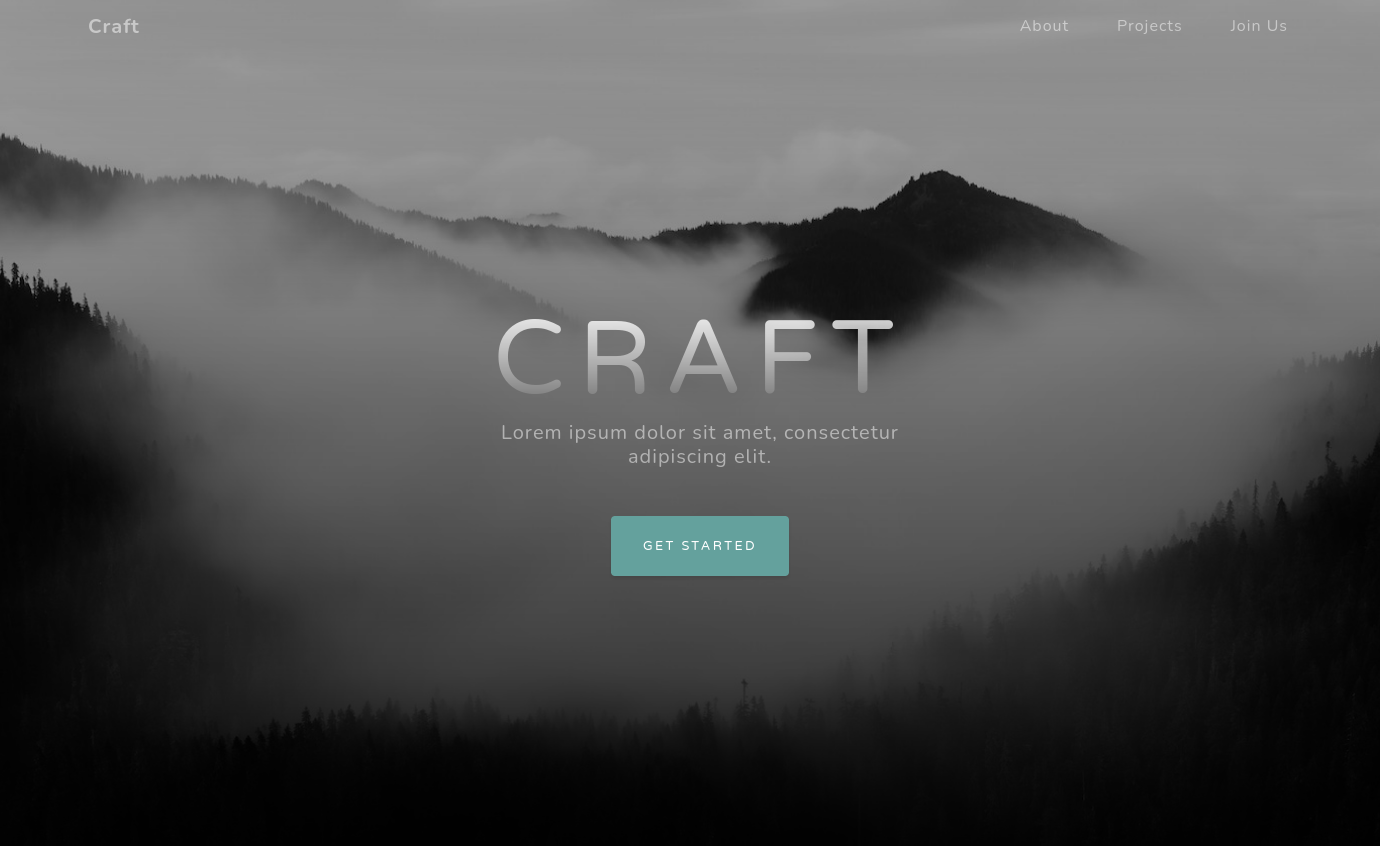 Craft
About Projects Join Us
CRAFT
Lorem ipsum dolor sit amet, consectetur
adipiscing elit.
GET STARTED